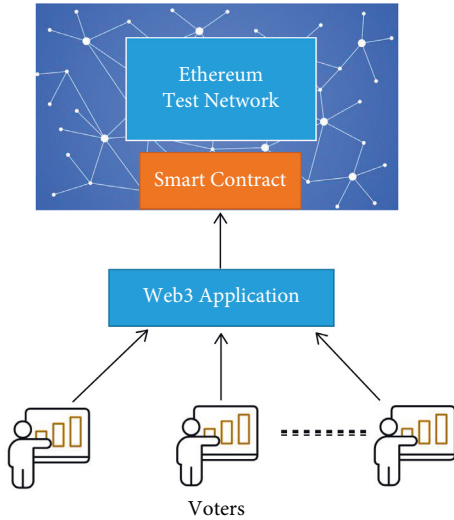 Ethereum
Test Network
Smart Contract
Web3 Application
Voters